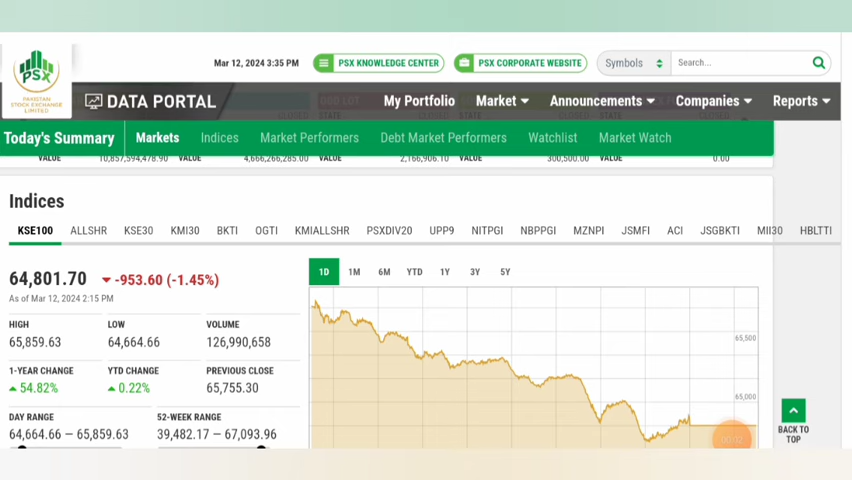 Mar 12, 2024 3:35 PM PSX KNOWLEDGE CENTER PSX CORPORATE WEBSITE Symbols Search...
PSX
PAKISTAN
STOCK EXCHANGE
LIMITED
DATA PORTAL My Portfolio Market Announcements Companies Reports
Today's Summary Markets Indices Market Performers Debt Market Performers Watchlist Market Watch
VALUE 10,857,594,478.90 VALUE 4,666,266,285.00 VALUE 2,166,906.10 VALUE 300,500.00 VALUE 0.00
Indices
KSE100 ALLSHR KSE30 KMI30 BKTI OGTI KMIALLSHR PSXDIV20 UPP9 NITPGI NBPPGI MZNPI JSMFI ACI JSGBKTI MII30 HBLTTI
64,801.70 -953.60 (-1.45%)
As of Mar 12, 2024 2:15 PM
1D 1M 6M YTD 1Y 3Y 5Y
HIGH LOW VOLUME
65,859.63 64,664.66 126,990,658
1-YEAR CHANGE YTD CHANGE PREVIOUS CLOSE
54.82% 0.22% 65,755.30
DAY RANGE 52-WEEK RANGE
64,664.66 — 65,859.63 39,482.17 — 67,093.96
65,500
65,000
00:02
BACK TO
TOP